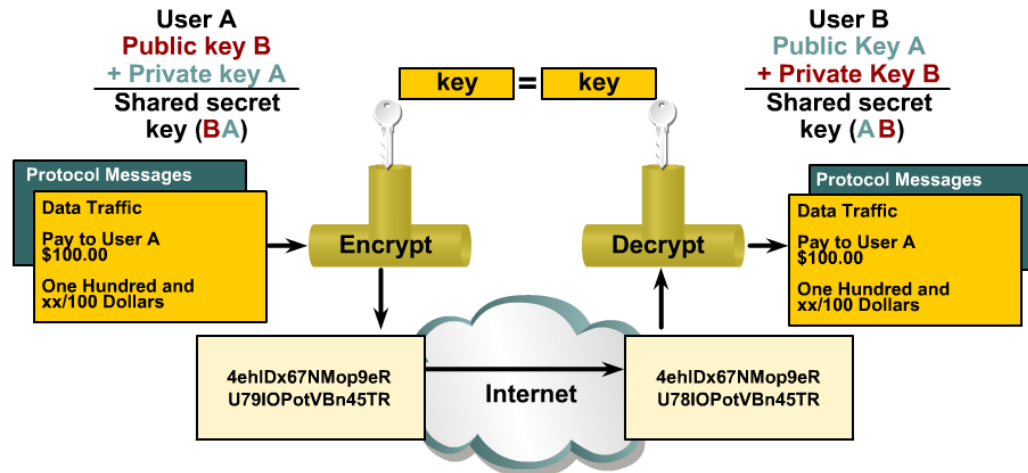 User A
Public key B
+ Private key A
Shared secret
key (BA)
key = key
User B
Public Key A
+ Private Key B
Shared secret
key (AB)
Protocol Messages
Data Traffic
Pay to User A
$100.00
One Hundred and
xx/100 Dollars
Encrypt
Decrypt
Protocol Messages
Data Traffic
Pay to User A
$100.00
One Hundred and
xx/100 Dollars
4ehIDx67NMop9eR
U79IOPotVBn45TR
Internet
4ehIDx67NMop9eR
U78IOPotVBn45TR